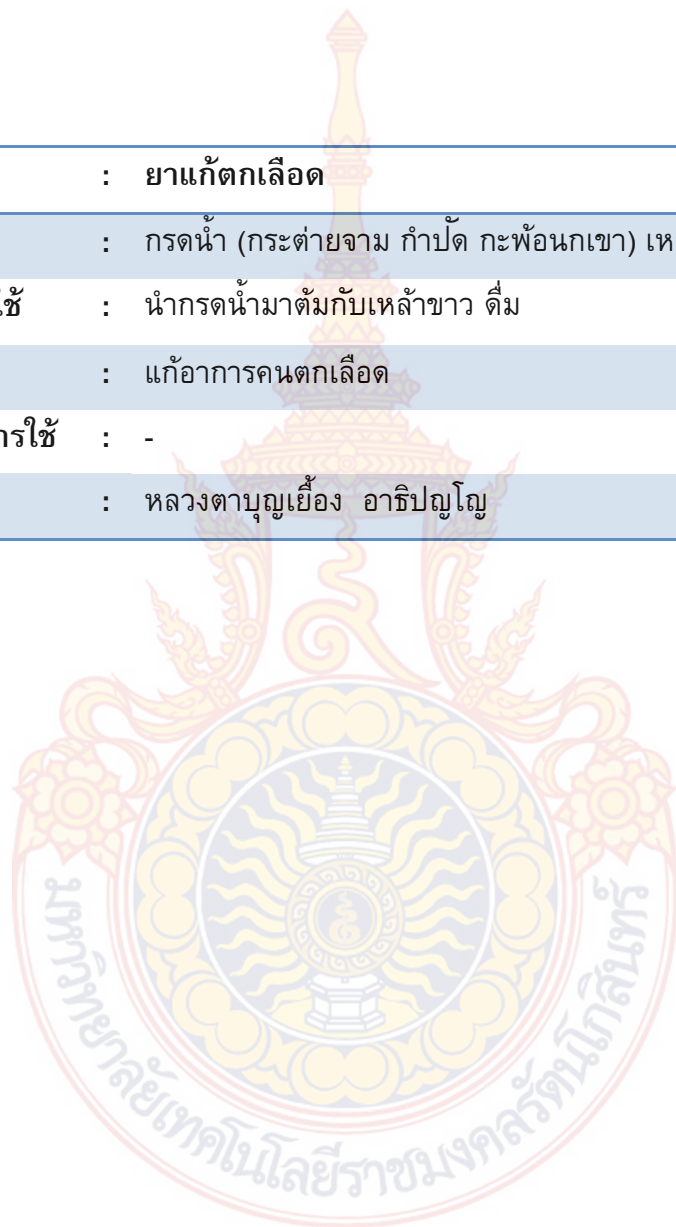 : ยาแก้ตกเลือด
: กรดน้ำ (กระต่ายจาม กำปัด กะพ้อนกเขา) เห
ใช้ : นำกรดน้ำมาต้มกับเหล้าขาว ดื่ม
: แก้อาการคนตกเลือด
ารใช้ : -
: หลวงตาบุญเยื้อง อาธิปญโญ
มหาวิทยาลัยเทคโนโลยีราชมงคลรัตนโกสินทร์